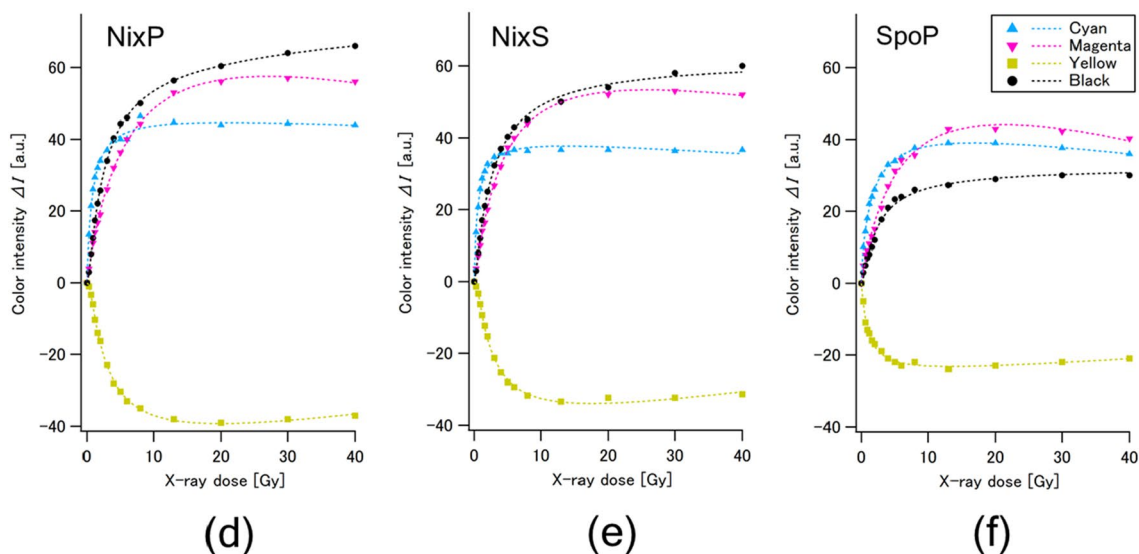 NixP
60
40
20
0
-20
-40
Color intensity ΔI [a.u.]
0 10 20 30 40
X-ray dose [Gy]
(d)
NixS
60
40
20
0
-20
-40
Color intensity ΔI [a.u.]
0 10 20 30 40
X-ray dose [Gy]
(e)
SpoP
Cyan
Magenta
Yellow
Black
60
40
20
0
-20
-40
Color intensity ΔI [a.u.]
0 10 20 30 40
X-ray dose [Gy]
(f)